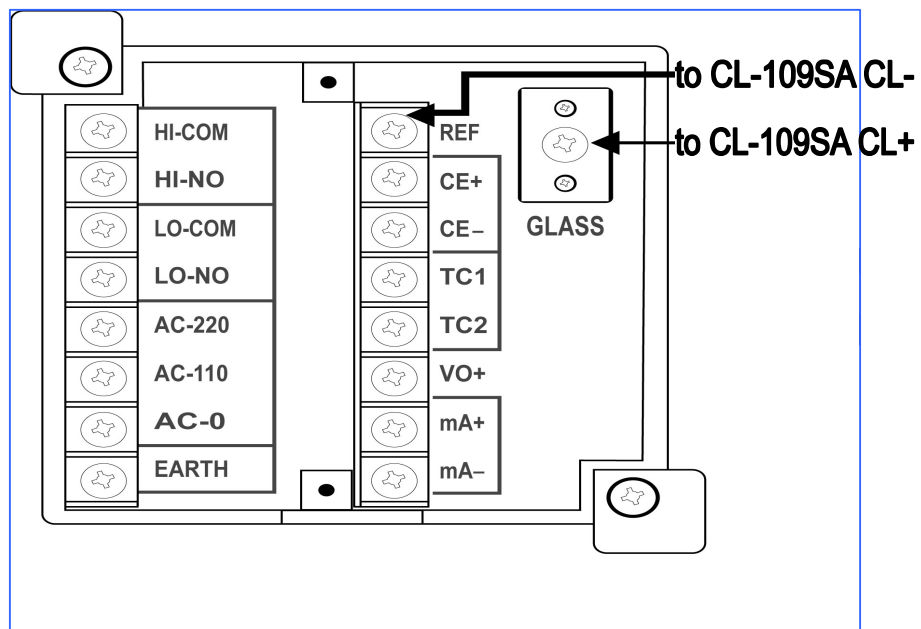 to CL-109SA CL-
to CL-109SA CL+
HI-COM
HI-NO
LO-COM
LO-NO
AC-220
AC-110
AC-0
EARTH
REF
CE+
CE–
TC1
TC2
VO+
mA+
mA–
GLASS